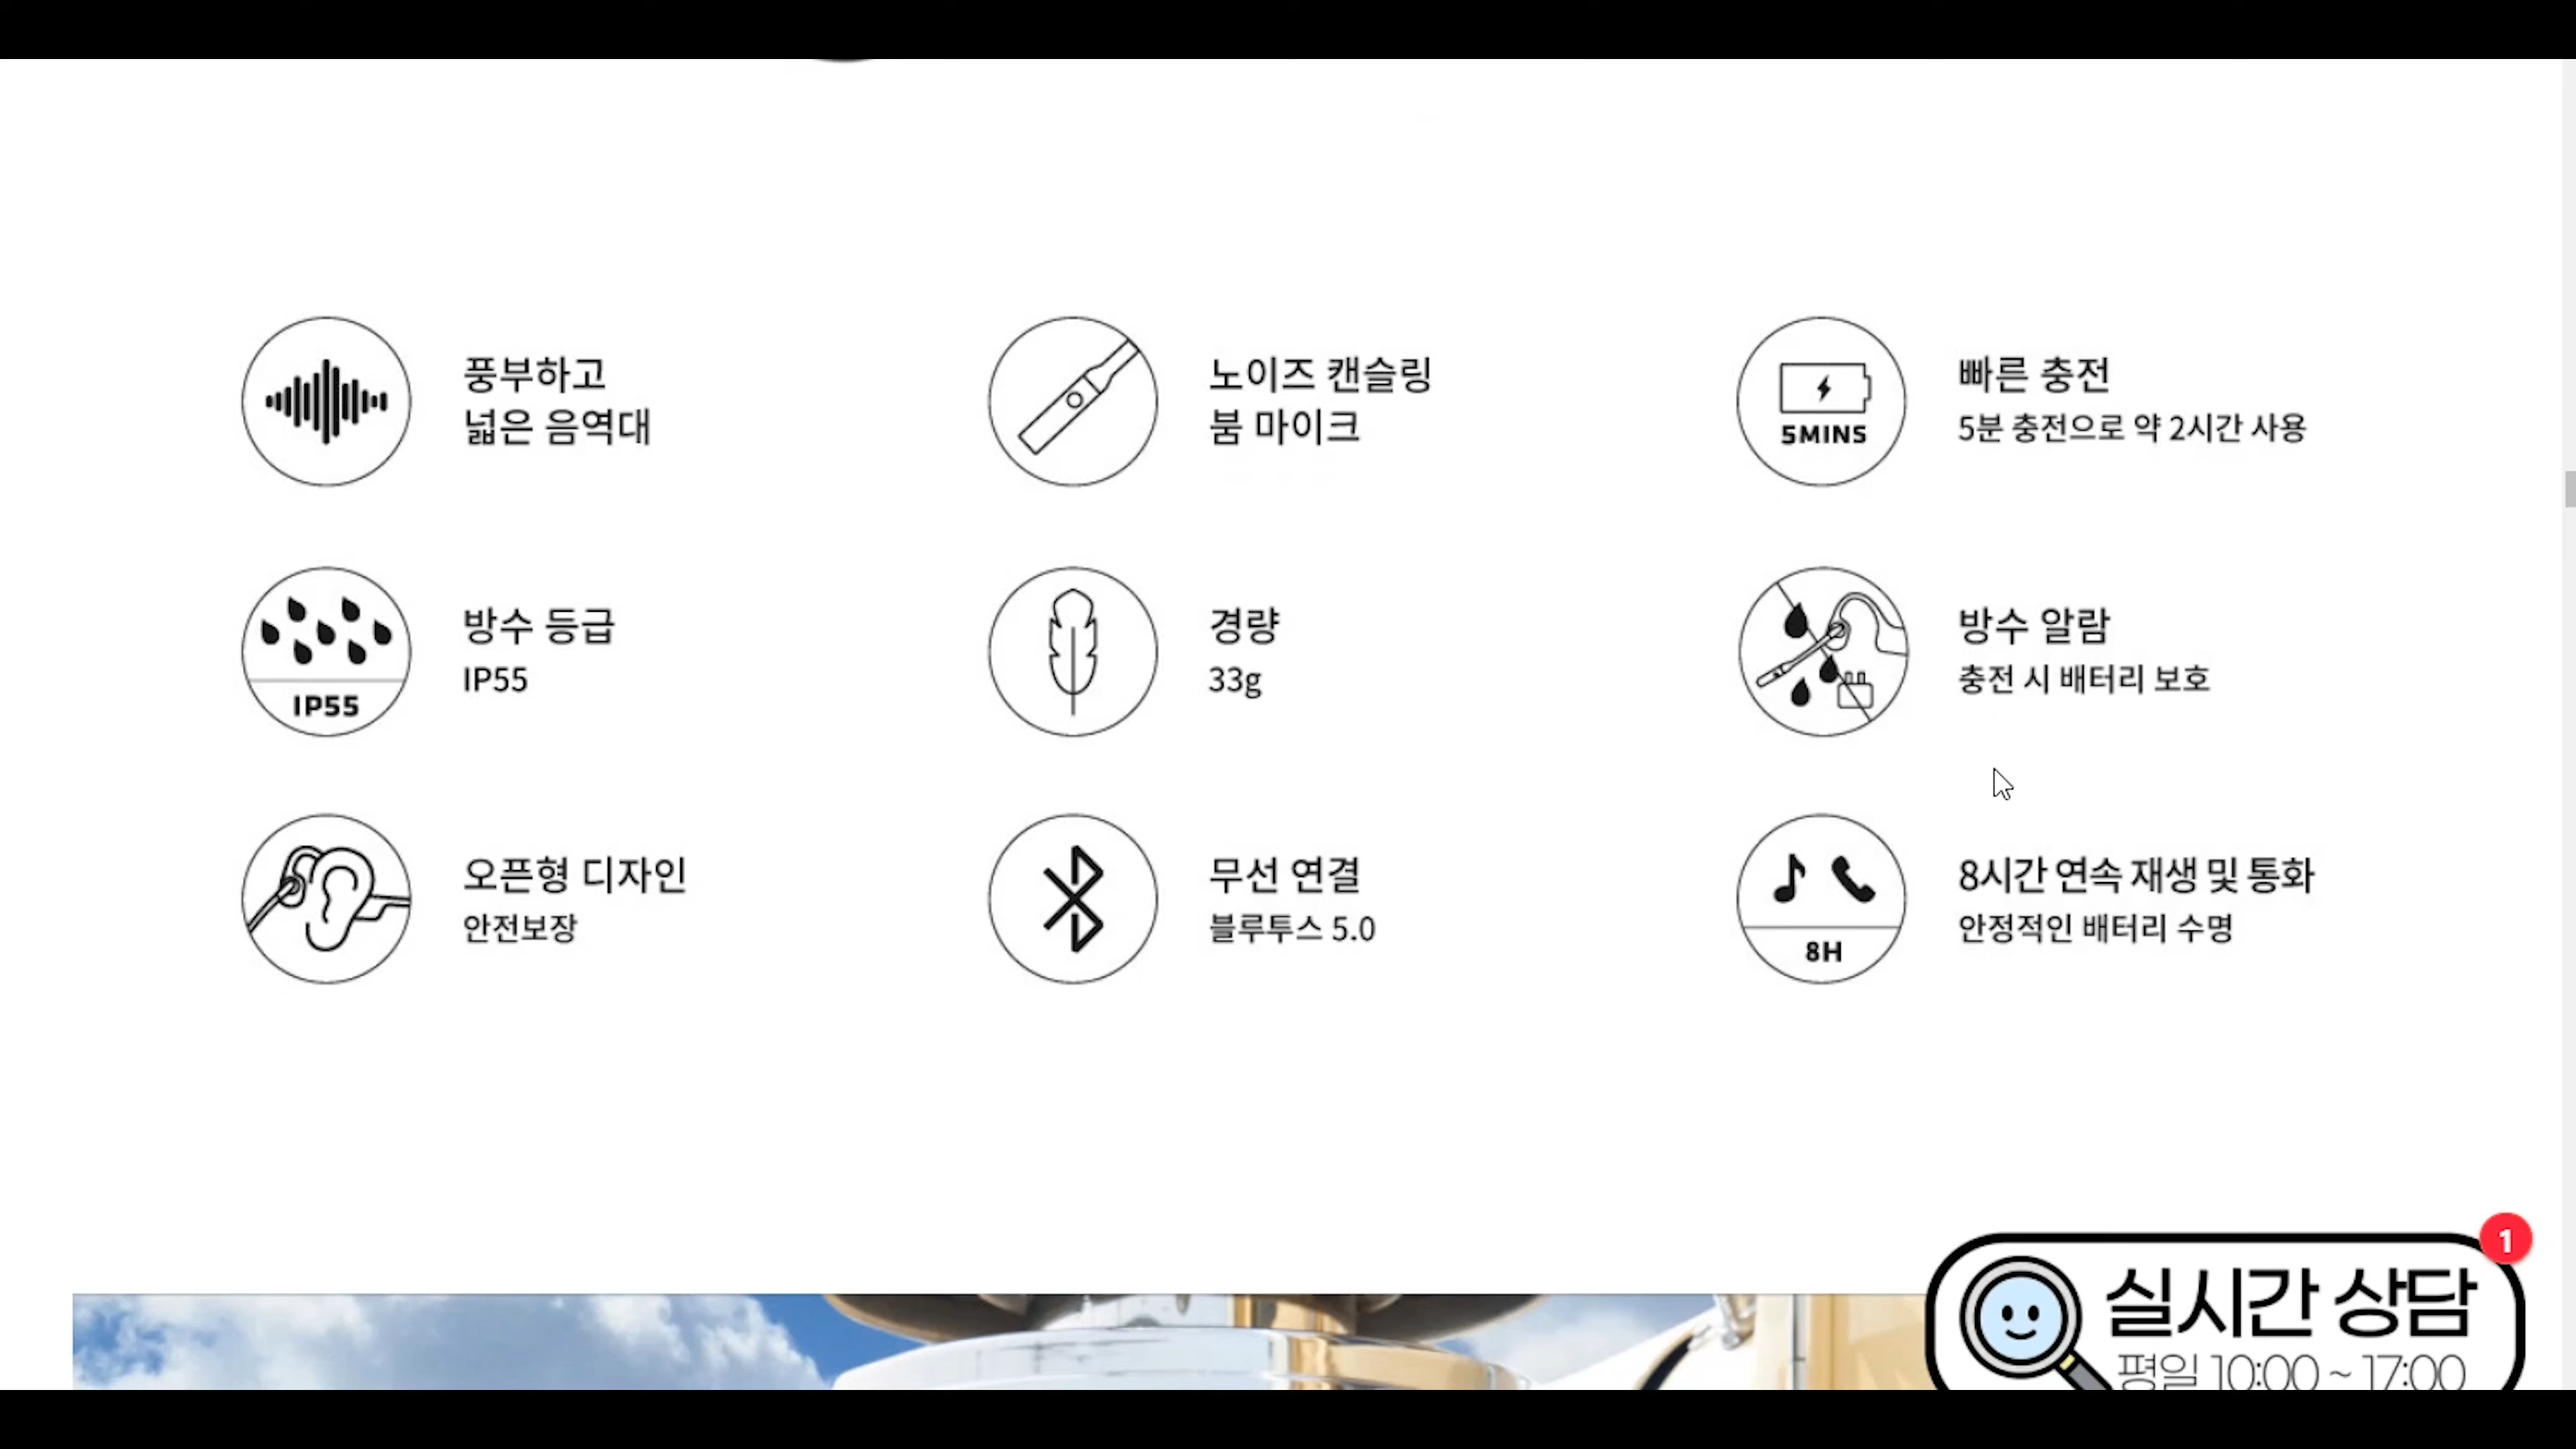 풍부하고
넓은 음역대
노이즈 캔슬링
붐 마이크
5MINS
빠른 충전
5분 충전으로 약 2시간 사용
IP55
방수 등급
IP55
경량
33g
방수 알람
충전 시 배터리 보호
오픈형 디자인
안전보장
무선 연결
블루투스 5.0
8H
8시간 연속 재생 및 통화
안정적인 배터리 수명
1
실시간 상담
평일 10:00 ~ 17:00